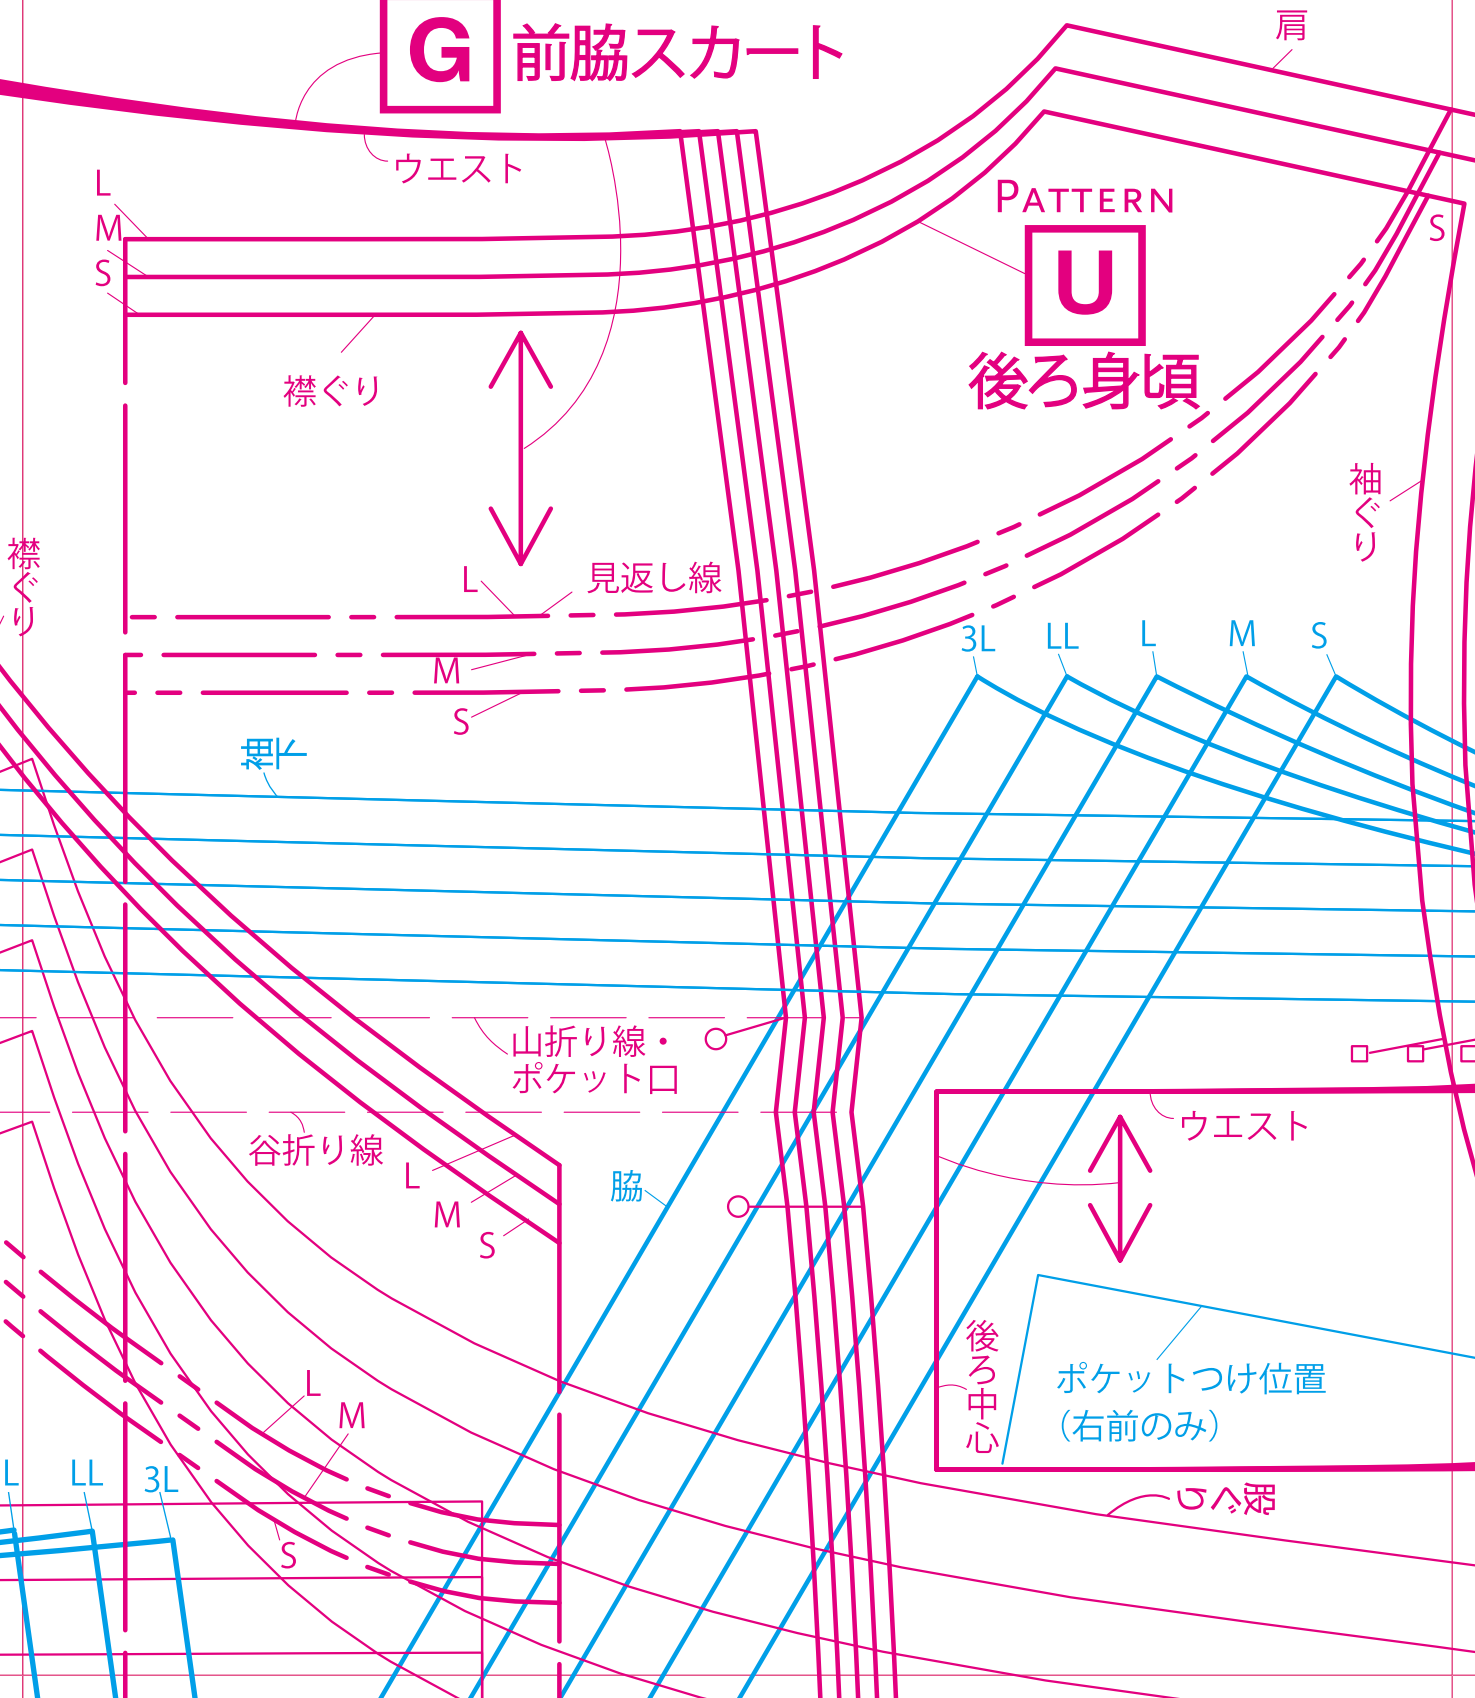 G 前脇スカート
肩
ウエスト
L
M
S
PATTERN
U
後ろ身頃
S
襟ぐり
袖ぐり
襟ぐり
L
見返し線
M
S
3L LL L M S
袖下
山折り線・
ポケット口
谷折り線
L
M
S
脇
ウエスト
後ろ中心
ポケットつけ位置
（右前のみ）
L
M
S
L LL 3L
股ぐり